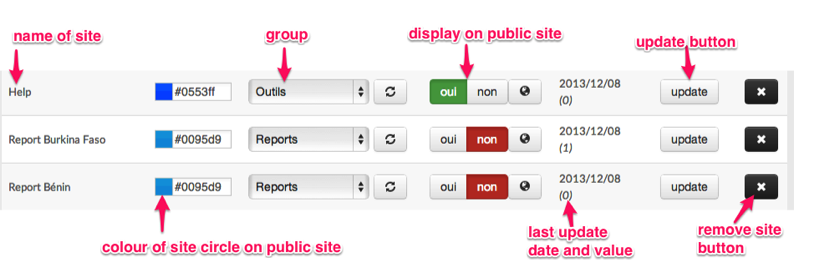 name of site
group
display on public site
update button
Help #0553ff Outils oui non 2013/12/08 update
(0)
Report Burkina Faso #0095d9 Reports oui non 2013/12/08 update
(1)
Report Bénin #0095d9 Reports oui non 2013/12/08 update
(0)
colour of site circle on public site
last update
date and value
remove site
button